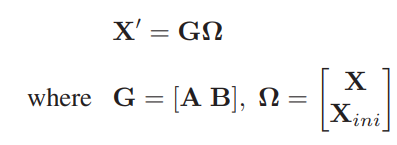 X′ = GΩ
where G = [A B], Ω = [X
X_ini]